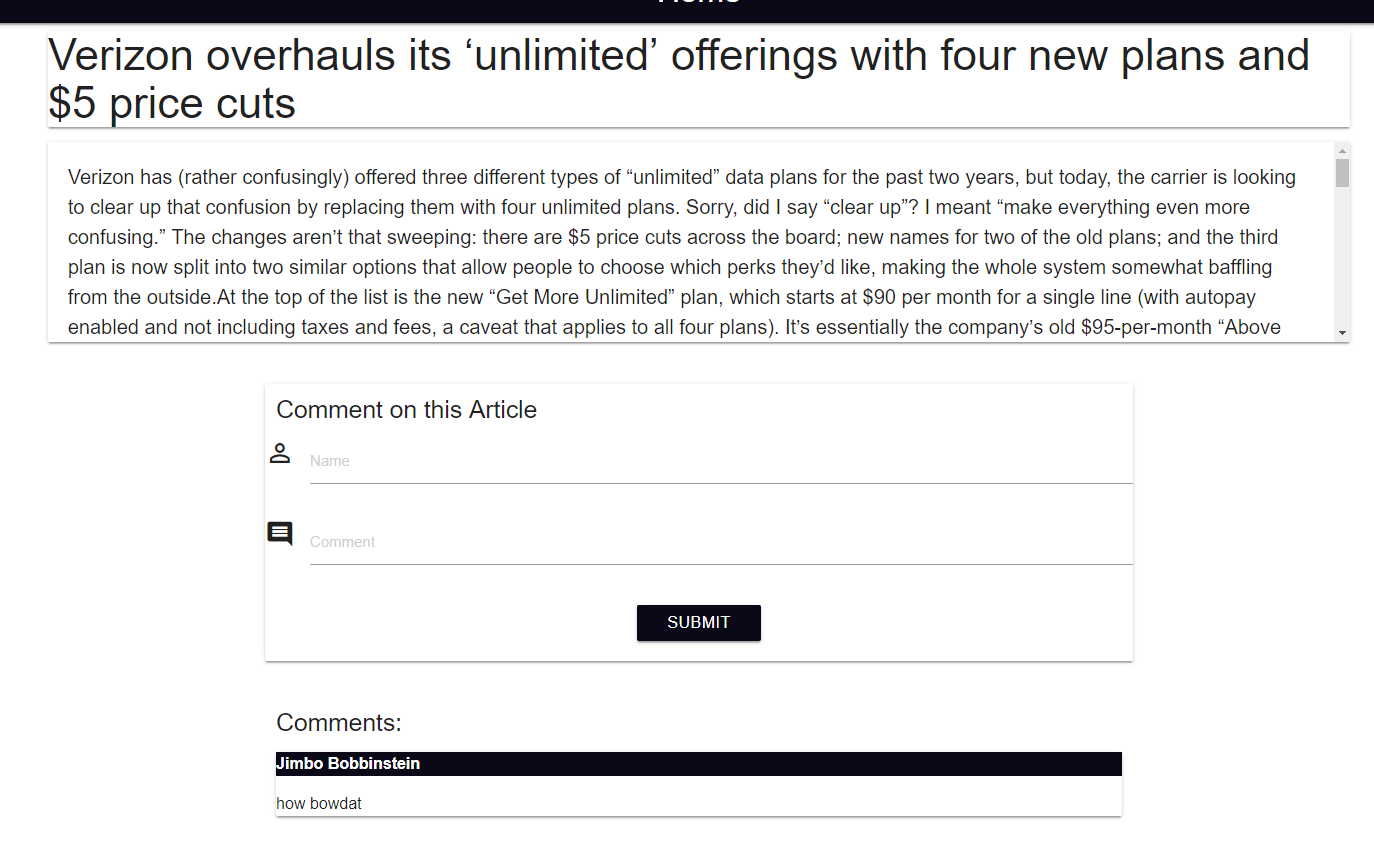 Home
Verizon overhauls its ‘unlimited’ offerings with four new plans and
$5 price cuts
Verizon has (rather confusingly) offered three different types of “unlimited” data plans for the past two years, but today, the carrier is looking
to clear up that confusion by replacing them with four unlimited plans. Sorry, did I say “clear up”? I meant “make everything even more
confusing.” The changes aren’t that sweeping: there are $5 price cuts across the board; new names for two of the old plans; and the third
plan is now split into two similar options that allow people to choose which perks they’d like, making the whole system somewhat baffling
from the outside.At the top of the list is the new “Get More Unlimited” plan, which starts at $90 per month for a single line (with autopay
enabled and not including taxes and fees, a caveat that applies to all four plans). It’s essentially the company’s old $95-per-month “Above
Comment on this Article
Name
Comment
SUBMIT
Comments:
Jimbo Bobbinstein
how bowdat